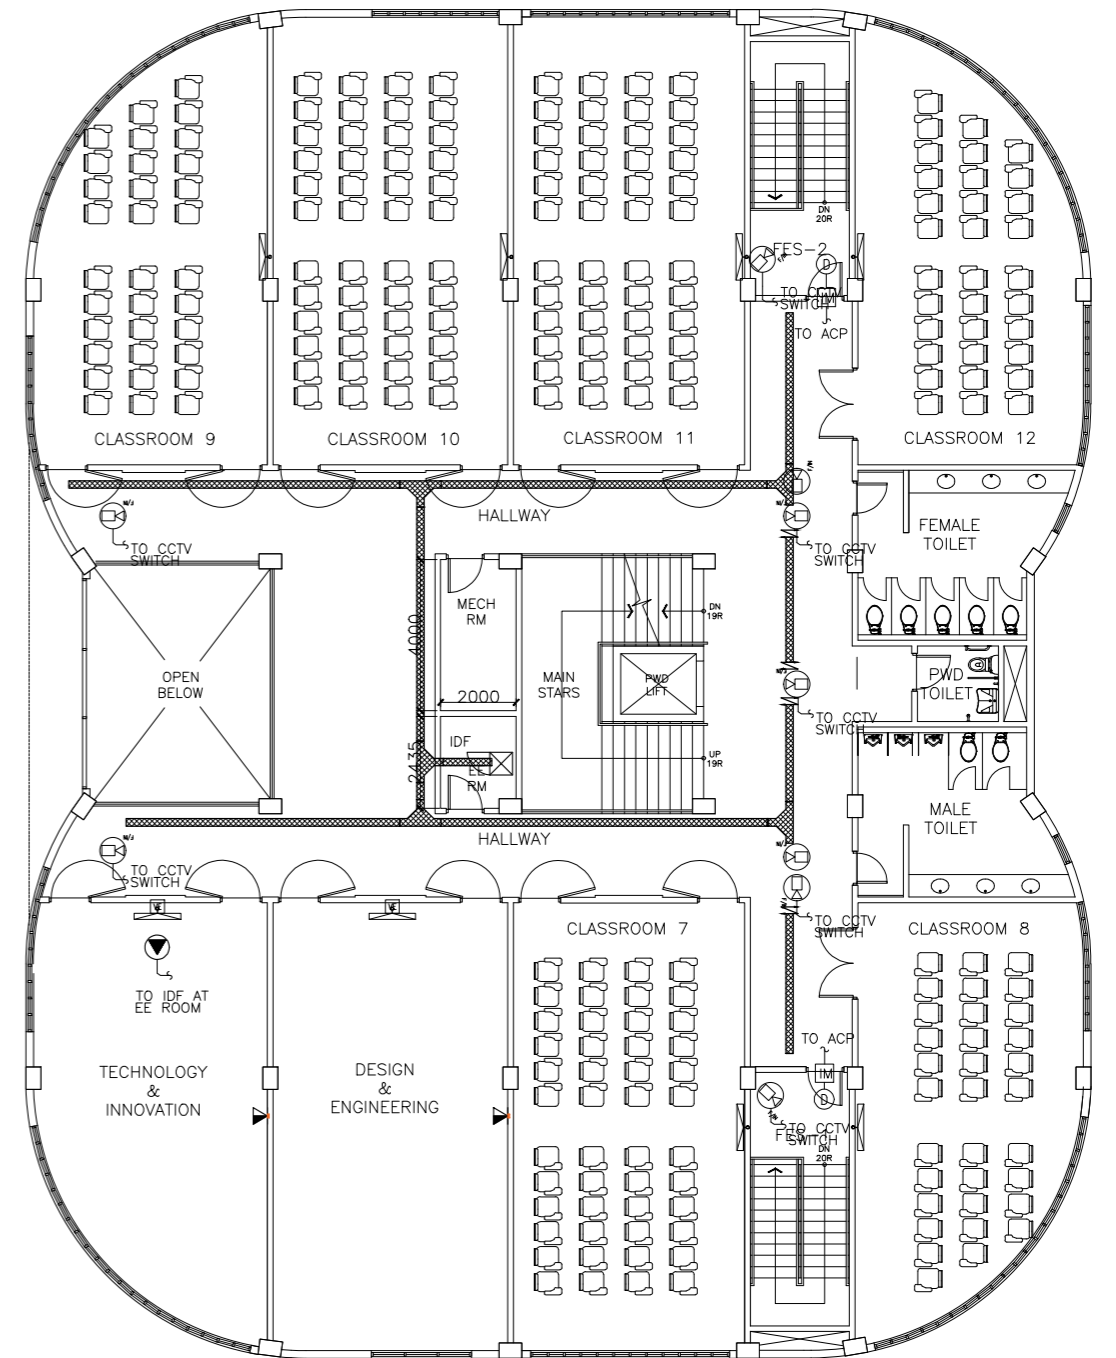 DN
20R
FES-2
TO CCTV
SWITCH
IM
D
TO ACP
CLASSROOM 9
CLASSROOM 10
CLASSROOM 11
CLASSROOM 12
HALLWAY
TO CCTV
SWITCH
TO CCTV
SWITCH
FEMALE
TOILET
MECH
RM
DN
19R
4000
OPEN
BELOW
MAIN
STARS
PWD
LIFT
PWD
TOILET
2000
TO CCTV
SWITCH
IDF
EE
RM
2435
UP
19R
MALE
TOILET
HALLWAY
TO CCTV
SWITCH
TO CCTV
SWITCH
CLASSROOM 7
CLASSROOM 8
TO IDF AT
EE ROOM
TO ACP
IM
D
TECHNOLOGY
&
INNOVATION
DESIGN
&
ENGINEERING
TO CCTV
SWITCH
DN
20R